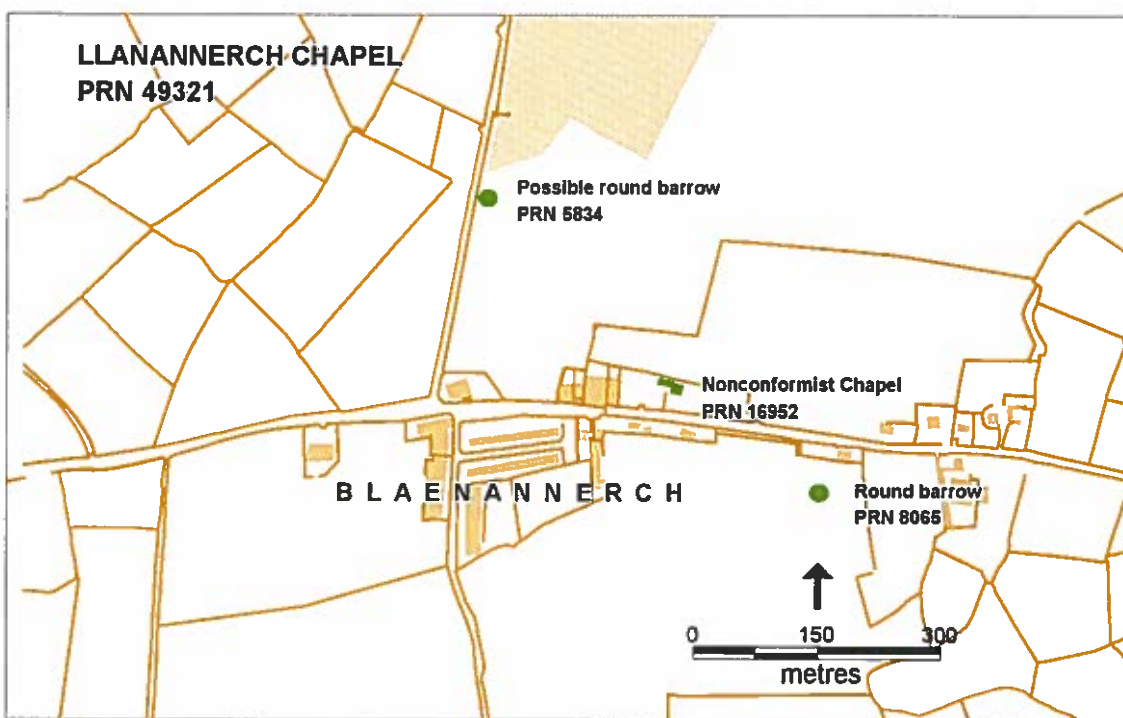 LLANANNERCH CHAPEL
PRN 49321
Possible round barrow
PRN 5834
Nonconformist Chapel
PRN 16952
BLAENANNERCH
Round barrow
PRN 8065
0 150 300
metres